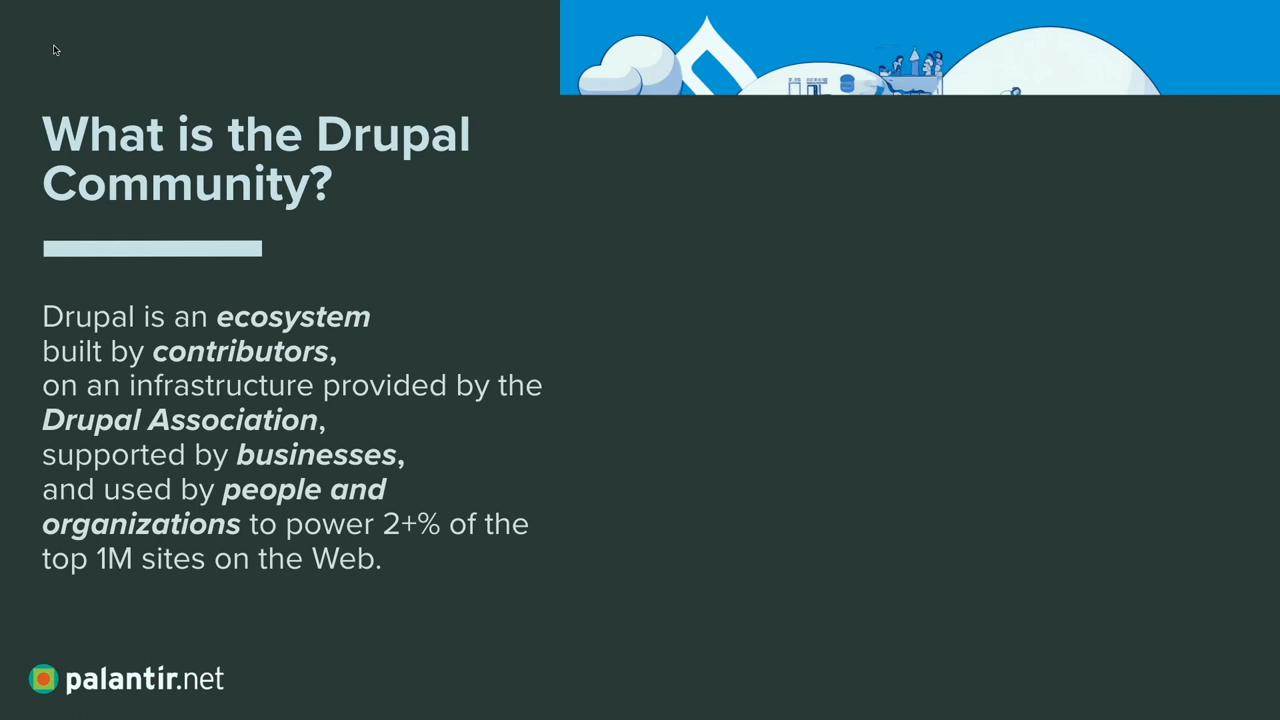 What is the Drupal
Community?
Drupal is an ecosystem
built by contributors,
on an infrastructure provided by the
Drupal Association,
supported by businesses,
and used by people and
organizations to power 2+% of the
top 1M sites on the Web.
palantir.net